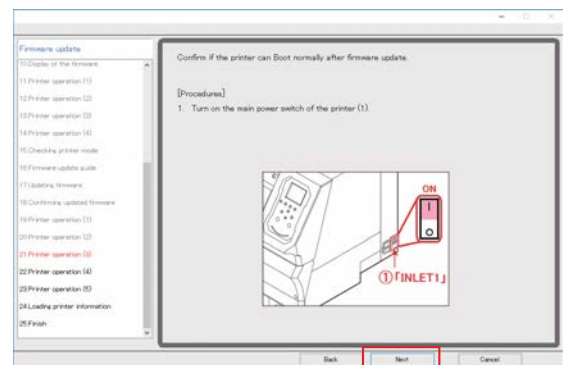 Firmware update
10.Display of the firmware
11.Printer operation (1)
12.Printer operation (2)
13.Printer operation (3)
14.Printer operation (4)
15.Checking printer mode
16.Firmware update guide
17.Updating firmware
18.Confirming updated firmware
19.Printer operation (1)
20.Printer operation (2)
21.Printer operation (3)
22.Printer operation (4)
23.Printer operation (5)
24.Loading printer information
25.Finish
Confirm if the printer can Boot normally after firmware update.
[Procedures]
1. Turn on the main power switch of the printer (1).
ON
①「INLET1」
Back
Next
Cancel